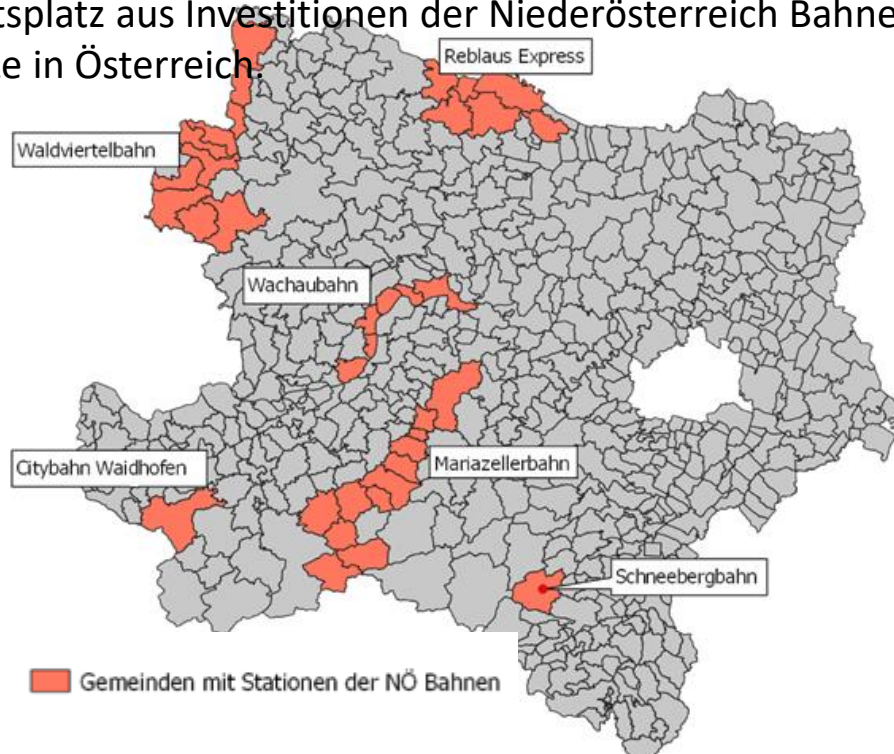 tsplatz aus Investitionen der Niederösterreich Bahne
e in Österreich.
Reblaus Express
Waldviertelbahn
Wachaubahn
Citybahn Waidhofen
Mariazellerbahn
Schneebergbahn
Gemeinden mit Stationen der NÖ Bahnen